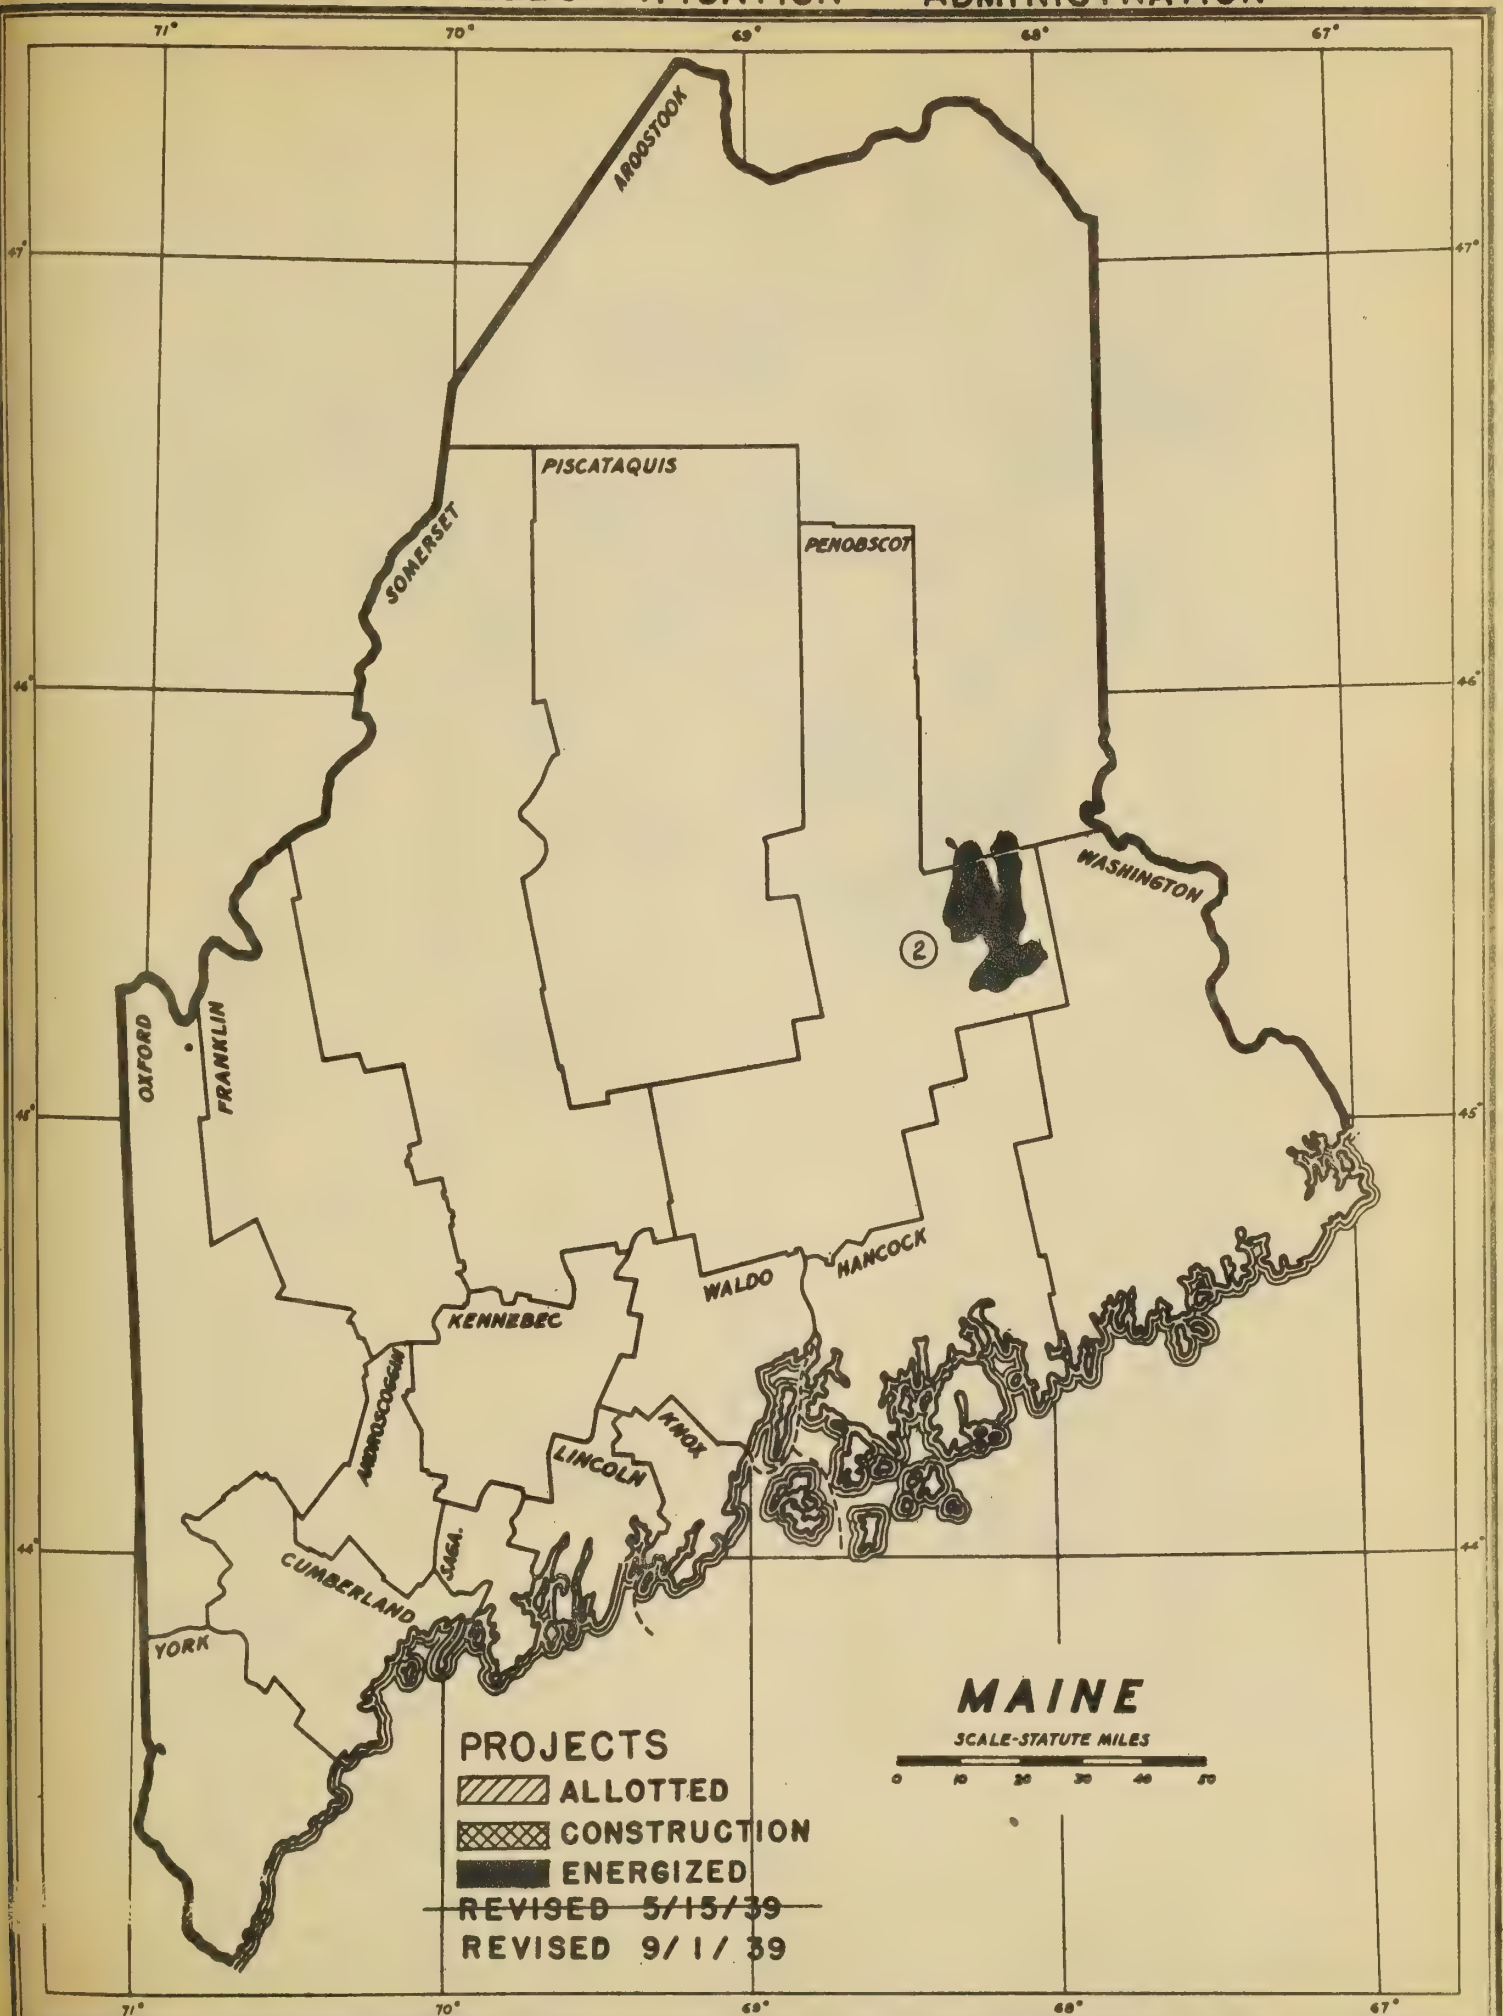 ADMINISTRATION
71° 70° 69° 68° 67°
AROOSTOOK
47° 47°
PISCATAQUIS
SOMERSET
PENOBSCOT
46° 46°
WASHINGTON
2
OXFORD
FRANKLIN
45° 45°
HANCOCK
WALDO
KENNEBEC
ANDROSCOGGIN
KNOX
LINCOLN
SAGA.
44° 44°
CUMBERLAND
YORK
MAINE
SCALE-STATUTE MILES
0 10 20 30 40 50
PROJECTS
ALLOTTED
CONSTRUCTION
ENERGIZED
REVISED 5/15/39
REVISED 9/1/39
71° 70° 69° 68° 67°